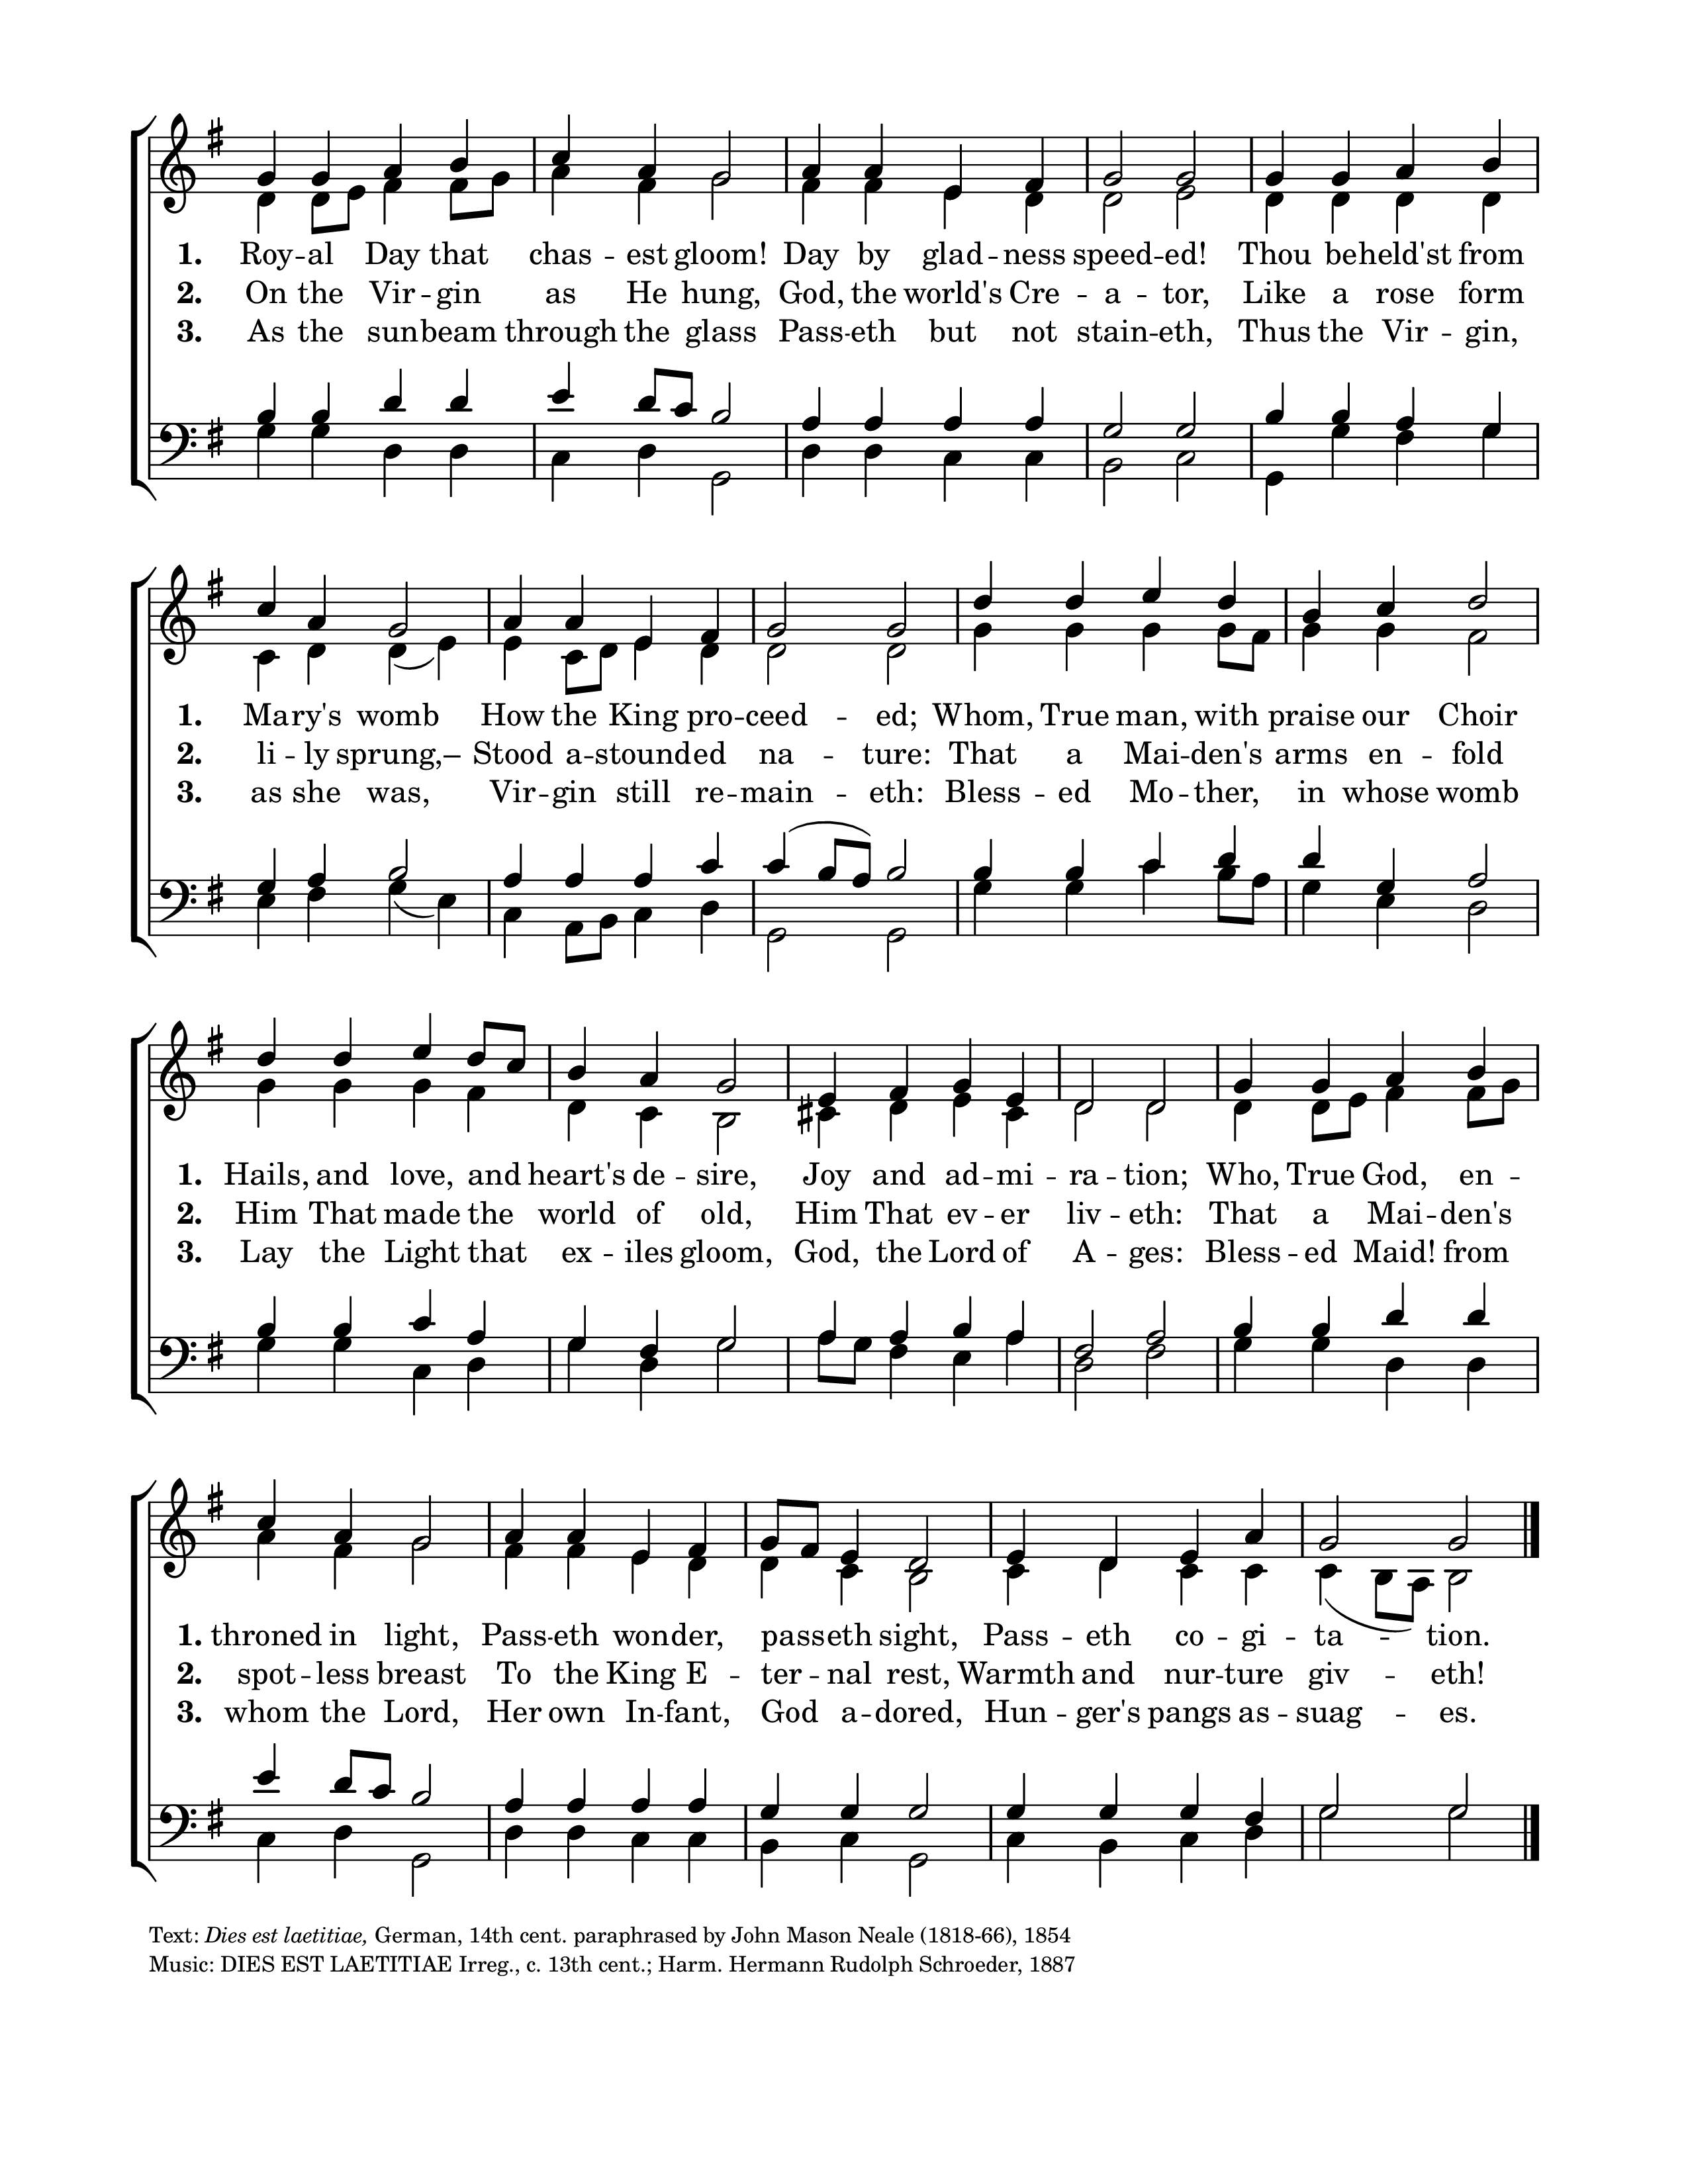 1. Roy -- al Day that chas -- est gloom! Day by glad -- ness speed -- ed! Thou beheld'st from
2. On the Vir -- gin as He hung, God, the world's Cre -- a -- tor, Like a rose form
3. As the sunbeam through the glass Pass -- eth but not stain -- eth, Thus the Vir -- gin,
1. Mary's womb How the King pro -- ceed -- ed; Whom, True man, with praise our Choir
2. li -- ly sprung,– Stood a -- stounded na -- ture: That a Mai -- den's arms en -- fold
3. as she was, Vir -- gin still re -- main -- eth: Bless -- ed Mo -- ther, in whose womb
1. Hails, and love, and heart's de -- sire, Joy and ad -- mi -- ra -- tion; Who, True God, en --
2. Him That made the world of old, Him That ev -- er liv -- eth: That a Mai -- den's
3. Lay the Light that ex -- iles gloom, God, the Lord of A -- ges: Bless -- ed Maid! from
1. throned in light, Pass -- eth wonder, passeth sight, Pass -- eth co -- gi -- ta -- tion.
2. spot -- less breast To the King E -- ter -- nal rest, Warmth and nur -- ture giv -- eth!
3. whom the Lord, Her own In -- fant, God a -- dored, Hun -- ger's pangs as -- suag -- es.
Text: Dies est laetitiae, German, 14th cent. paraphrased by John Mason Neale (1818-66), 1854
Music: DIES EST LAETITIAE Irreg., c. 13th cent.; Harm. Hermann Rudolph Schroeder, 1887